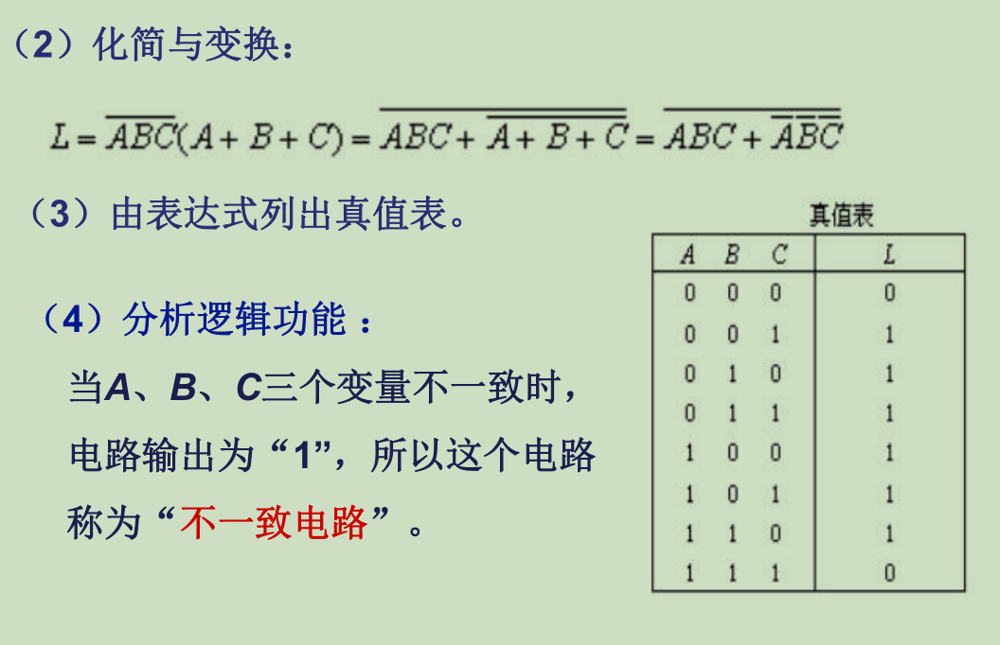 （2）化简与变换：
L = \overline{ABC}(A + B + C) = \overline{ABC + \overline{A + B + C}} = \overline{ABC + \overline{A}\,\overline{B}\,\overline{C}}
（3）由表达式列出真值表。
（4）分析逻辑功能 ：
当A、B、C三个变量不一致时，
电路输出为“1”，所以这个电路
称为“不一致电路”。
真值表
A B C L
0 0 0 0
0 0 1 1
0 1 0 1
0 1 1 1
1 0 0 1
1 0 1 1
1 1 0 1
1 1 1 0